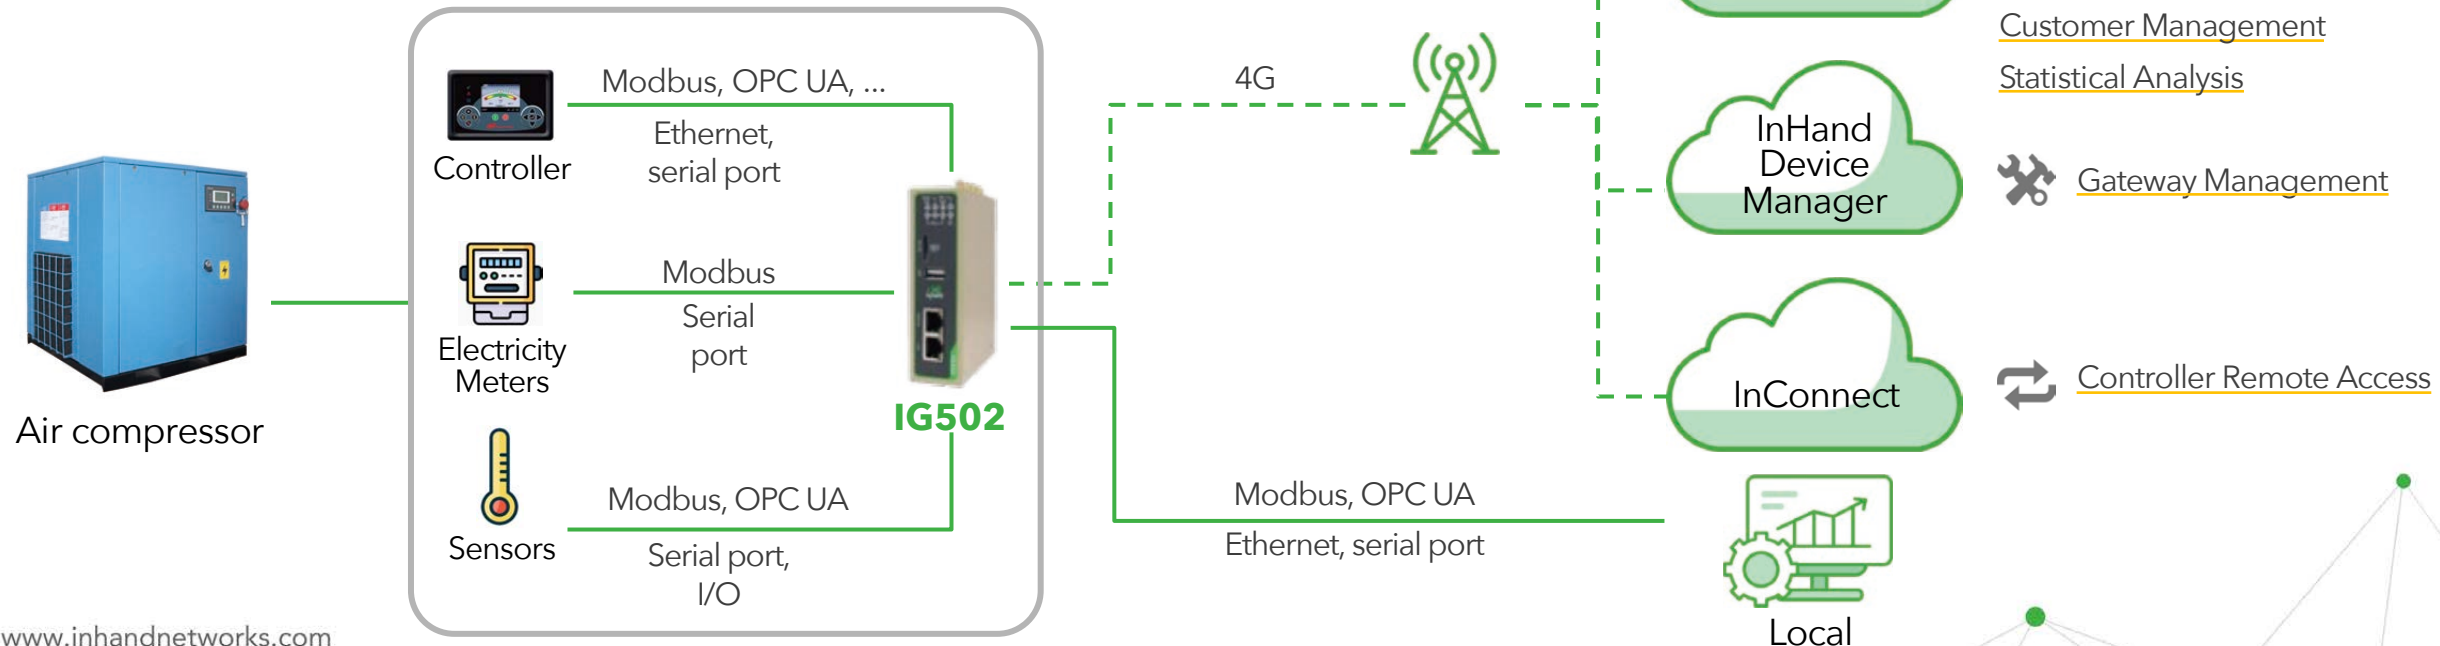 Customer Management
Statistical Analysis
Modbus, OPC UA, ...
4G
Ethernet,
serial port
Controller
InHand
Device
Manager
Gateway Management
Modbus
Serial
port
Electricity
Meters
IG502
InConnect
Controller Remote Access
Air compressor
Modbus, OPC UA
Serial port,
I/O
Sensors
Modbus, OPC UA
Ethernet, serial port
Local
www.inhandnetworks.com